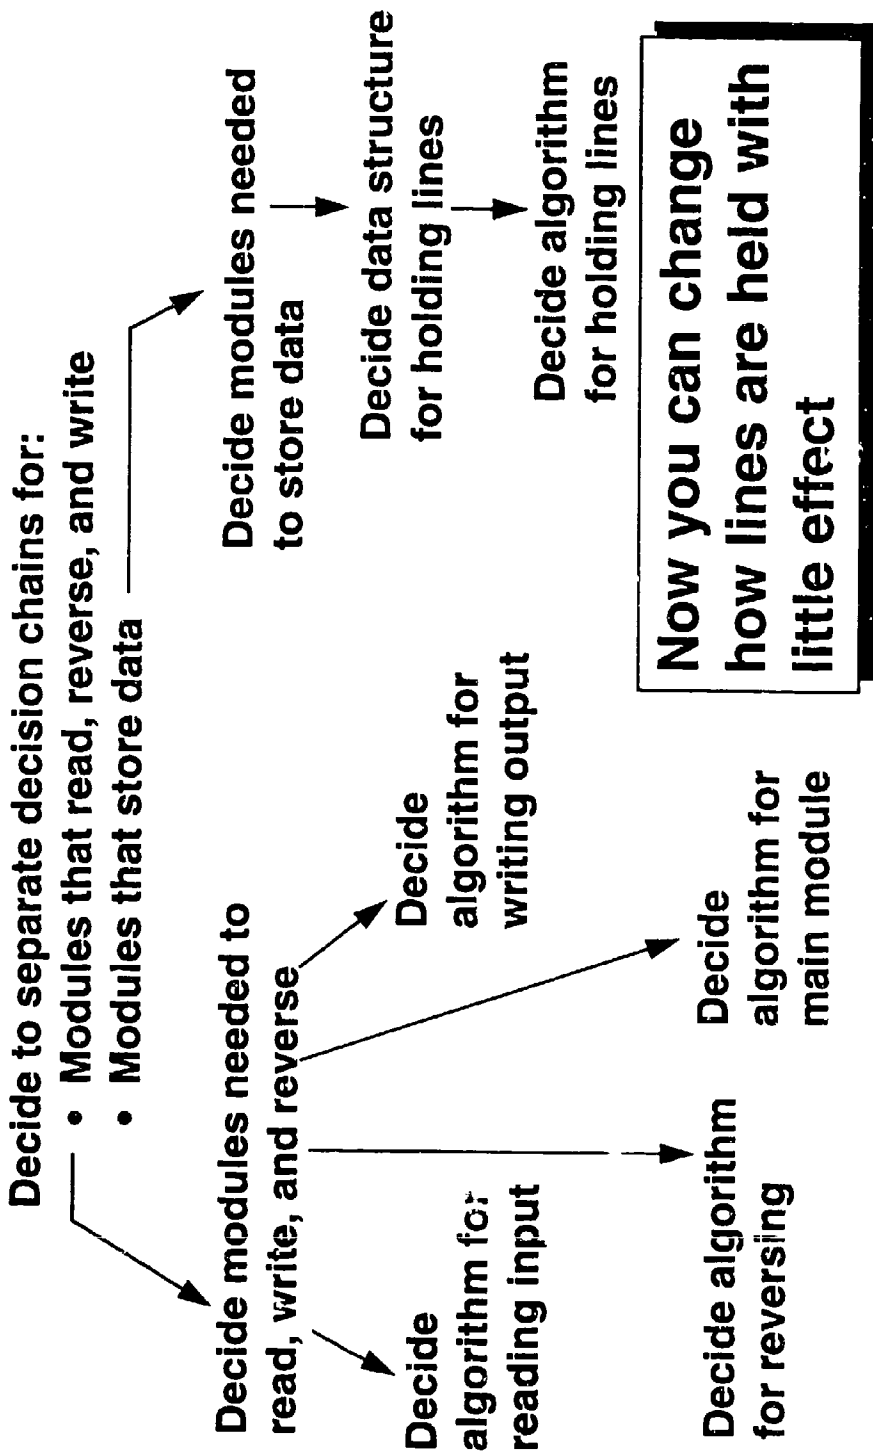 Decide to separate decision chains for:
• Modules that read, reverse, and write
• Modules that store data
Decide modules needed to
read, write, and reverse
Decide
algorithm for
reading input
Decide algorithm
for reversing
Decide
algorithm for
main module
Decide
algorithm for
writing output
Decide modules needed
to store data
Decide data structure
for holding lines
Decide algorithm
for holding lines
Now you can change
how lines are held with
little effect